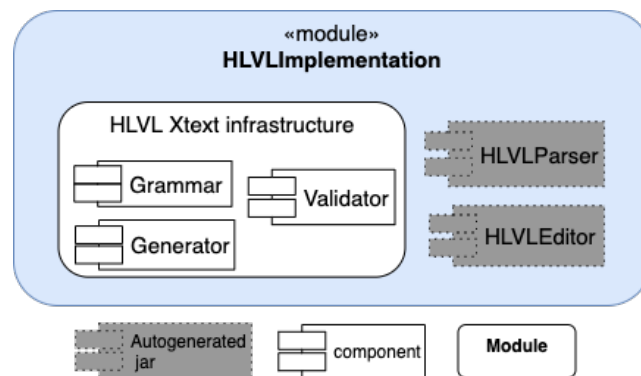 «module»
HLVLImplementation
HLVL Xtext infrastructure
Grammar
Validator
Generator
HLVLParser
HLVLEditor
Autogenerated
jar
component
Module